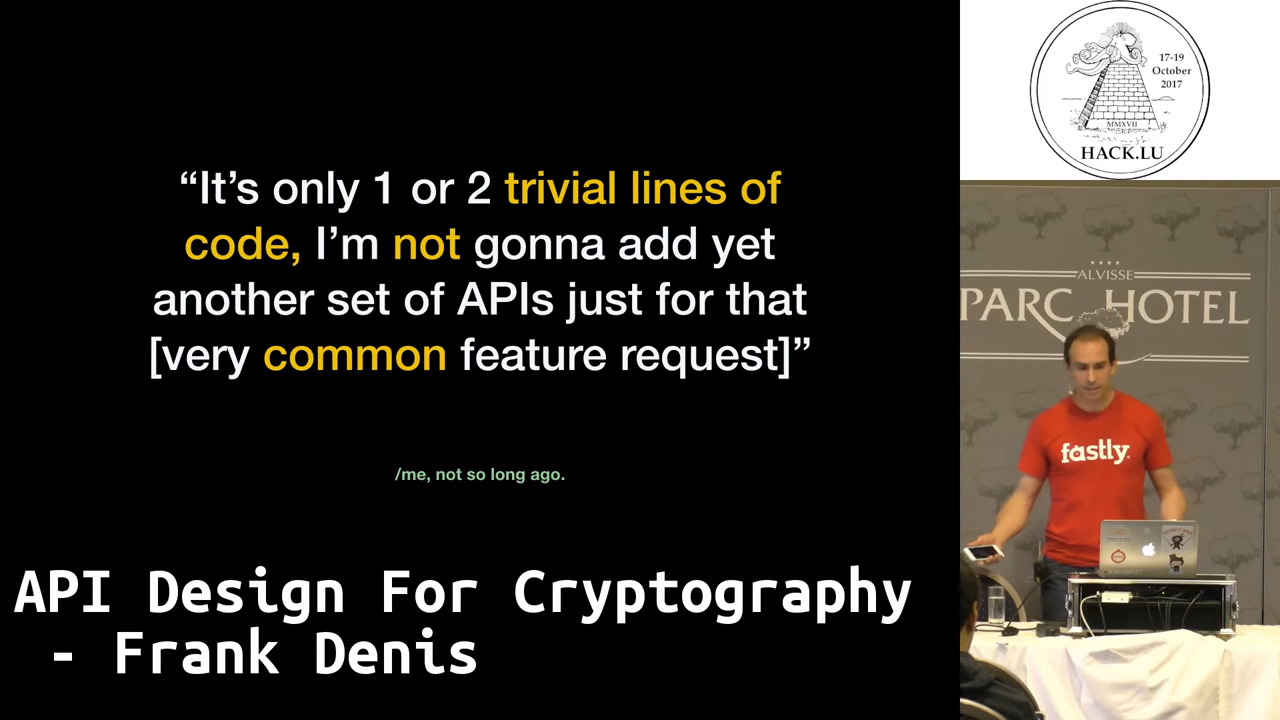 “It’s only 1 or 2 trivial lines of
code, I’m not gonna add yet
another set of APIs just for that
[very common feature request]”
/me, not so long ago.
API Design For Cryptography
- Frank Denis
17-19
October
2017
MMXVII
HACK.LU
ALVISSE
PARC HOTEL
fastly.